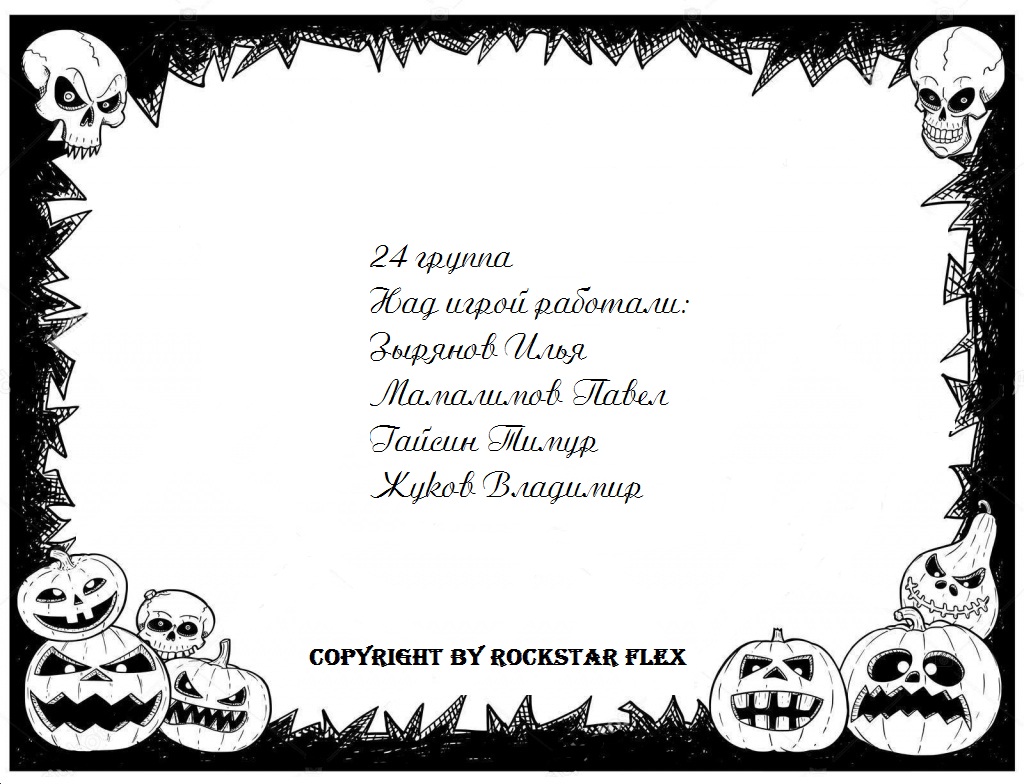 24 группа
Над игрой работали:
Зырянов Илья
Мамалимов Павел
Гайсин Тимур
Жуков Владимир
COPYRIGHT BY ROCKSTAR FLEX